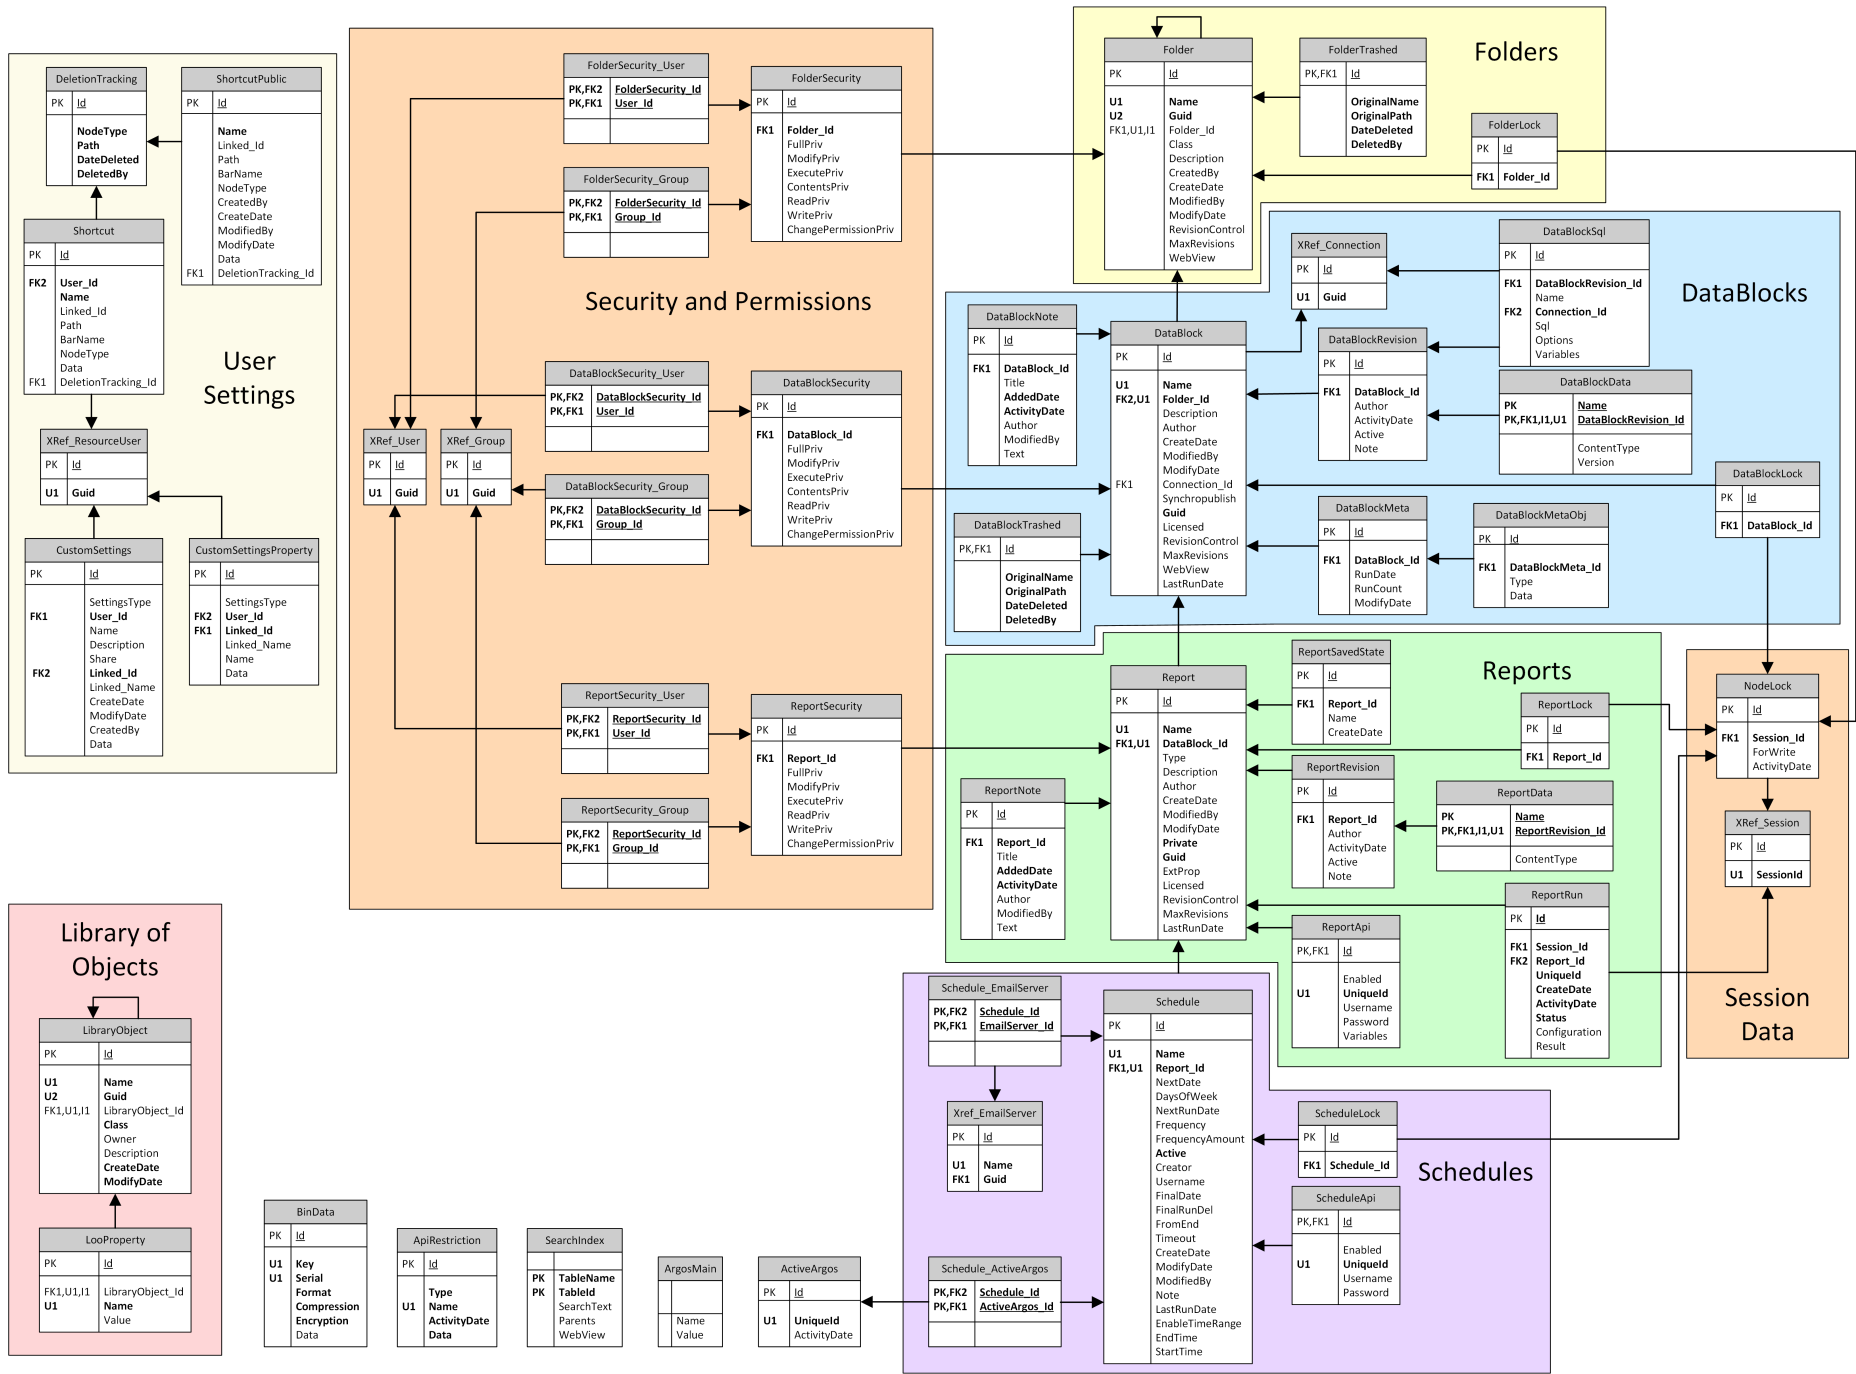 User
Settings
DeletionTracking
PK Id
NodeType
Path
DateDeleted
DeletedBy
ShortcutPublic
PK Id
Name
Linked_Id
Path
BarName
NodeType
CreatedBy
CreateDate
ModifiedBy
ModifyDate
Data
FK1 DeletionTracking_Id
Shortcut
PK Id
FK2 User_Id
Name
Linked_Id
Path
BarName
NodeType
Data
FK1 DeletionTracking_Id
XRef_ResourceUser
PK Id
U1 Guid
CustomSettings
PK Id
SettingsType
FK1 User_Id
Name
Description
Share
FK2 Linked_Id
Linked_Name
CreateDate
ModifyDate
CreatedBy
Data
CustomSettingsProperty
PK Id
SettingsType
FK2 User_Id
FK1 Linked_Id
Linked_Name
Name
Data
Security and Permissions
FolderSecurity_User
PK,FK2 FolderSecurity_Id
PK,FK1 User_Id
FolderSecurity_Group
PK,FK2 FolderSecurity_Id
PK,FK1 Group_Id
FolderSecurity
PK Id
FK1 Folder_Id
FullPriv
ModifyPriv
ExecutePriv
ContentsPriv
ReadPriv
WritePriv
ChangePermissionPriv
DataBlockSecurity_User
PK,FK2 DataBlockSecurity_Id
PK,FK1 User_Id
DataBlockSecurity_Group
PK,FK2 DataBlockSecurity_Id
PK,FK1 Group_Id
DataBlockSecurity
PK Id
FK1 DataBlock_Id
FullPriv
ModifyPriv
ExecutePriv
ContentsPriv
ReadPriv
WritePriv
ChangePermissionPriv
XRef_User
PK Id
U1 Guid
XRef_Group
PK Id
U1 Guid
ReportSecurity_User
PK,FK2 ReportSecurity_Id
PK,FK1 User_Id
ReportSecurity_Group
PK,FK2 ReportSecurity_Id
PK,FK1 Group_Id
ReportSecurity
PK Id
FK1 Report_Id
FullPriv
ModifyPriv
ExecutePriv
ReadPriv
WritePriv
ChangePermissionPriv
Folders
Folder
PK Id
U1 Name
U2 Guid
FK1,U1,I1 Folder_Id
Class
Description
CreatedBy
CreateDate
ModifiedBy
ModifyDate
RevisionControl
MaxRevisions
WebView
FolderTrashed
PK,FK1 Id
OriginalName
OriginalPath
DateDeleted
DeletedBy
FolderLock
PK Id
FK1 Folder_Id
DataBlocks
DataBlockNote
PK Id
FK1 DataBlock_Id
Title
AddedDate
ActivityDate
Author
ModifiedBy
Text
DataBlock
PK Id
U1 Name
FK2,U1 Folder_Id
Description
Author
CreateDate
ModifiedBy
ModifyDate
FK1 Connection_Id
Synchropublish
Guid
Licensed
RevisionControl
MaxRevisions
WebView
LastRunDate
DataBlockTrashed
PK,FK1 Id
OriginalName
OriginalPath
DateDeleted
DeletedBy
XRef_Connection
PK Id
U1 Guid
DataBlockSql
PK Id
FK1 DataBlockRevision_Id
Name
FK2 Connection_Id
Sql
Options
Variables
DataBlockRevision
PK Id
FK1 DataBlock_Id
Author
ActivityDate
Active
Note
DataBlockData
PK Name
PK,FK1,I1,U1 DataBlockRevision_Id
ContentType
Version
DataBlockLock
PK Id
FK1 DataBlock_Id
DataBlockMeta
PK Id
FK1 DataBlock_Id
RunDate
RunCount
ModifyDate
DataBlockMetaObj
PK Id
FK1 DataBlockMeta_Id
Type
Data
Reports
Report
PK Id
U1 Name
FK1,U1 DataBlock_Id
Type
Description
Author
CreateDate
ModifiedBy
ModifyDate
Private
Guid
ExtProp
Licensed
RevisionControl
MaxRevisions
LastRunDate
ReportNote
PK Id
FK1 Report_Id
Title
AddedDate
ActivityDate
Author
ModifiedBy
Text
ReportSavedState
PK Id
FK1 Report_Id
Name
CreateDate
ReportLock
PK Id
FK1 Report_Id
ReportRevision
PK Id
FK1 Report_Id
Author
ActivityDate
Active
Note
ReportData
PK Name
PK,FK1,I1,U1 ReportRevision_Id
ContentType
ReportApi
PK,FK1 Id
Enabled
U1 UniqueId
Username
Password
Variables
ReportRun
PK Id
FK1 Session_Id
FK2 Report_Id
UniqueId
CreateDate
ActivityDate
Status
Configuration
Result
NodeLock
PK Id
FK1 Session_Id
ForWrite
ActivityDate
XRef_Session
PK Id
U1 SessionId
Session
Data
Schedules
Schedule_EmailServer
PK,FK2 Schedule_Id
PK,FK1 EmailServer_Id
Xref_EmailServer
PK Id
U1 Name
FK1 Guid
Schedule
PK Id
U1 Name
FK1,U1 Report_Id
NextDate
DaysOfWeek
NextRunDate
Frequency
FrequencyAmount
Active
Creator
Username
FinalDate
FinalRunDel
FromEnd
Timeout
CreateDate
ModifyDate
ModifiedBy
Note
LastRunDate
EnableTimeRange
EndTime
StartTime
ScheduleLock
PK Id
FK1 Schedule_Id
ScheduleApi
PK,FK1 Id
Enabled
U1 UniqueId
Username
Password
Schedule_ActiveArgos
PK,FK2 Schedule_Id
PK,FK1 ActiveArgos_Id
Library of
Objects
LibraryObject
PK Id
U1 Name
U2 Guid
FK1,U1,I1 LibraryObject_Id
Class
Owner
Description
CreateDate
ModifyDate
LooProperty
PK Id
FK1,U1,I1 LibraryObject_Id
U1 Name
Value
BinData
PK Id
U1 Key
U1 Serial
Format
Compression
Encryption
Data
ApiRestriction
PK Id
Type
U1 Name
ActivityDate
Data
SearchIndex
PK TableName
PK TableId
SearchText
Parents
WebView
ArgosMain
Name
Value
ActiveArgos
PK Id
U1 UniqueId
ActivityDate